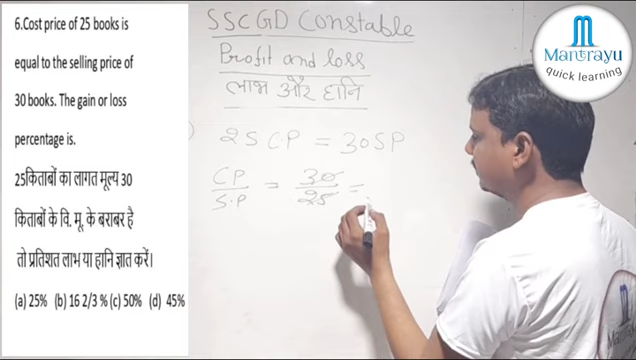 6.Cost price of 25 books is
equal to the selling price of
30 books. The gain or loss
percentage is.
25किताबों का लागत मूल्य 30
किताबों के वि. मू. के बराबर है
तो प्रतिशत लाभ या हानि ज्ञात करें।
(a) 25% (b) 16 2/3 % (c) 50% (d) 45%
SSC GD Constable
Profit and loss
लाभ और हानि
25 CP = 30 SP
CP/S.P = 30/25 =
Mantrayu
quick learning